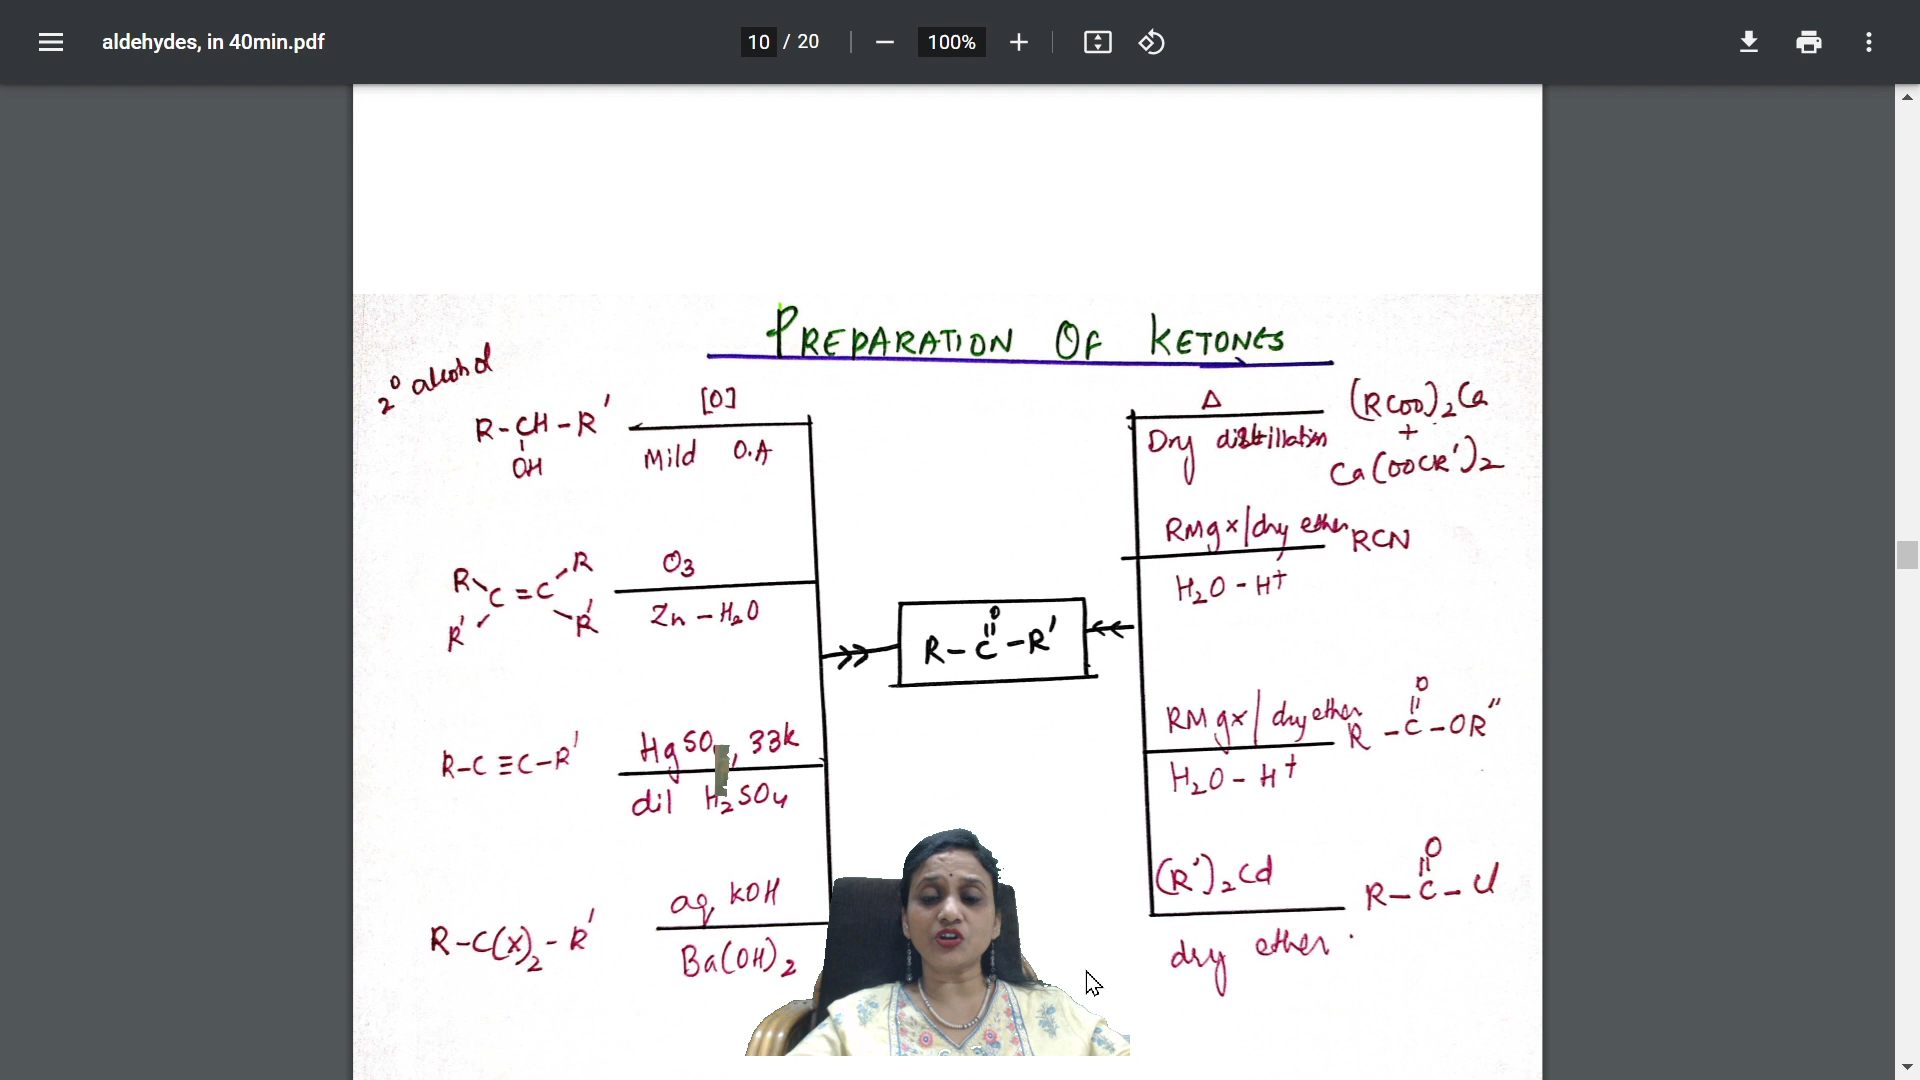 aldehydes, in 40min.pdf
10 / 20
100%
PREPARATION OF KETONES
2° alcohol
R-CH-R'
OH
[O]
Mild O.A
R R
C=C
R' R'
O3
Zn-H2O
R-C≡C-R'
HgSO , 33k
dil H2SO4
R-C(x)2-R'
aq KOH
Ba(OH)2
O
R-C-R'
Δ
Dry distillation
(RCOO)2Ca
+
Ca(OOCR')2
RMgx/dry ether RCN
H2O-H+
RMgx/dry ether
H2O-H+
O
R-C-OR"
(R')2Cd
dry ether.
O
R-C-Cl